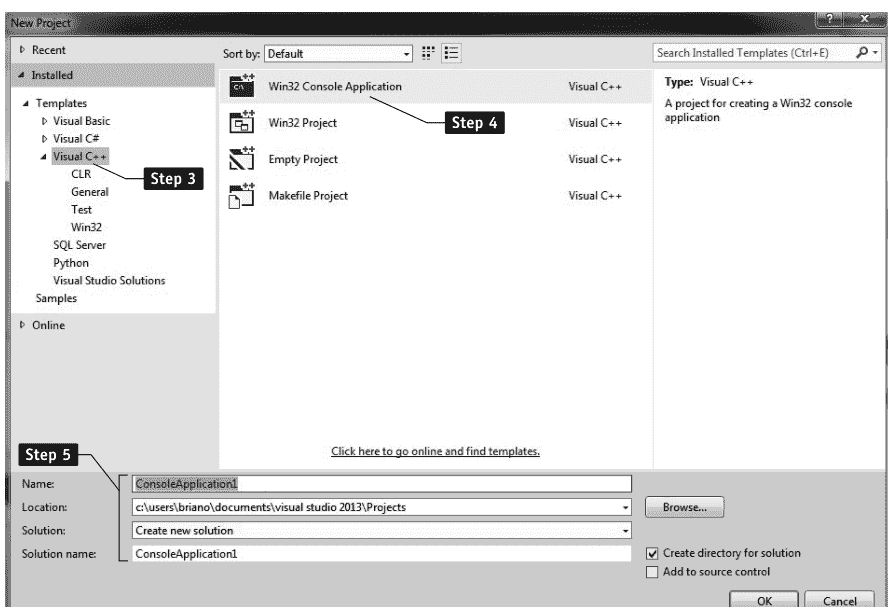 New Project
? x
Recent
Sort by: Default
Search Installed Templates (Ctrl+E)
Installed
Templates
Visual Basic
Visual C#
Visual C++
CLR
General
Test
Win32
SQL Server
Python
Visual Studio Solutions
Samples
Online
Step 3
Win32 Console Application Visual C++
Step 4
Win32 Project Visual C++
Empty Project Visual C++
Makefile Project Visual C++
Type: Visual C++
A project for creating a Win32 console
application
Click here to go online and find templates.
Step 5
Name: ConsoleApplication1
Location: c:\users\briano\documents\visual studio 2013\Projects
Browse...
Solution: Create new solution
Solution name: ConsoleApplication1
Create directory for solution
Add to source control
OK Cancel